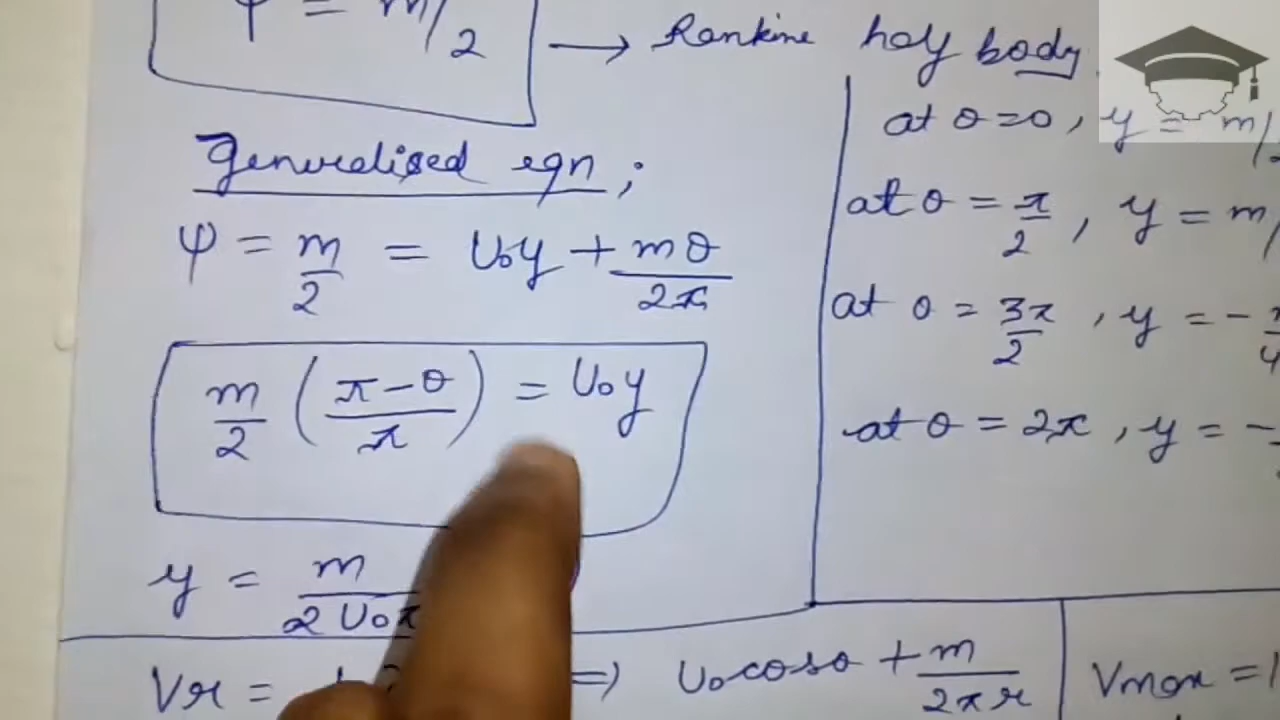 ψ = m/2 → Rankine half body
Generalised eqn ;
ψ = m/2 = U₀y + mθ/2π
m/2 (π-θ/π) = U₀y
y = m/2U₀π
at θ=0, y = m/
at θ = π/2, y = m/
at θ = 3π/2, y = -
at θ = 2π, y = -
Vr =
=> U₀cosθ + m/2πr
Vmax = 1